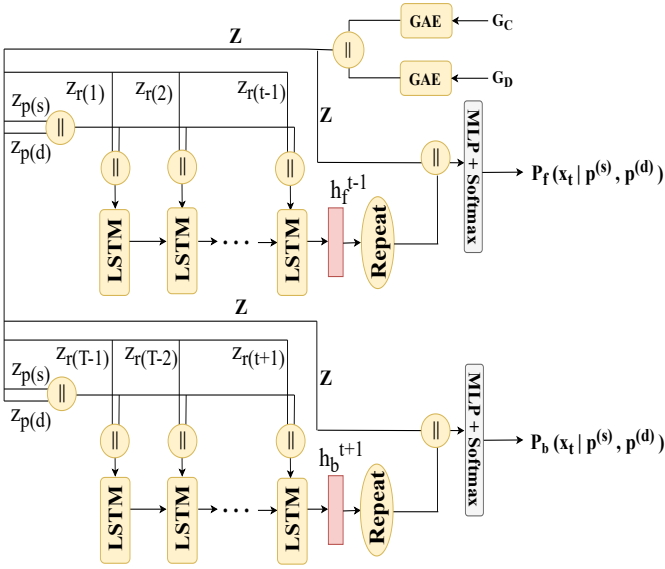 GAE
G_C
||
Z
GAE
G_D
z_r(1)
z_r(2)
z_r(t-1)
z_p(s)
||
z_p(d)
Z
||
||
||
||
MLP + Softmax
P_f (x_t | p^(s), p^(d))
h_f^t-1
LSTM
LSTM
. . .
LSTM
Repeat
Z
z_r(T-1)
z_r(T-2)
z_r(t+1)
z_p(s)
||
z_p(d)
Z
||
||
||
||
MLP + Softmax
P_b (x_t | p^(s), p^(d))
h_b^t+1
LSTM
LSTM
. . .
LSTM
Repeat